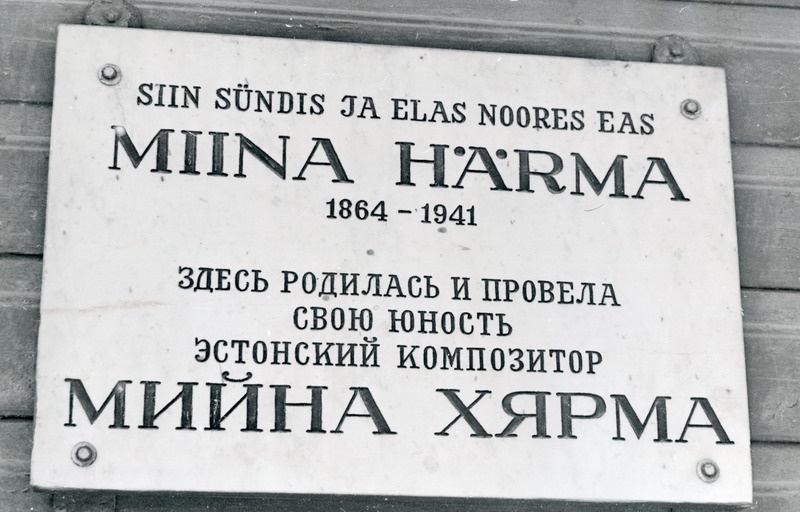 SIIN SÜNDIS JA ELAS NOORES EAS
MIINA HÄRMA
1864 – 1941
ЗДЕСЬ РОДИЛАСЬ И ПРОВЕЛА
СВОЮ ЮНОСТЬ
ЭСТОНСКИЙ КОМПОЗИТОР
МИЙНА ХЯРМА